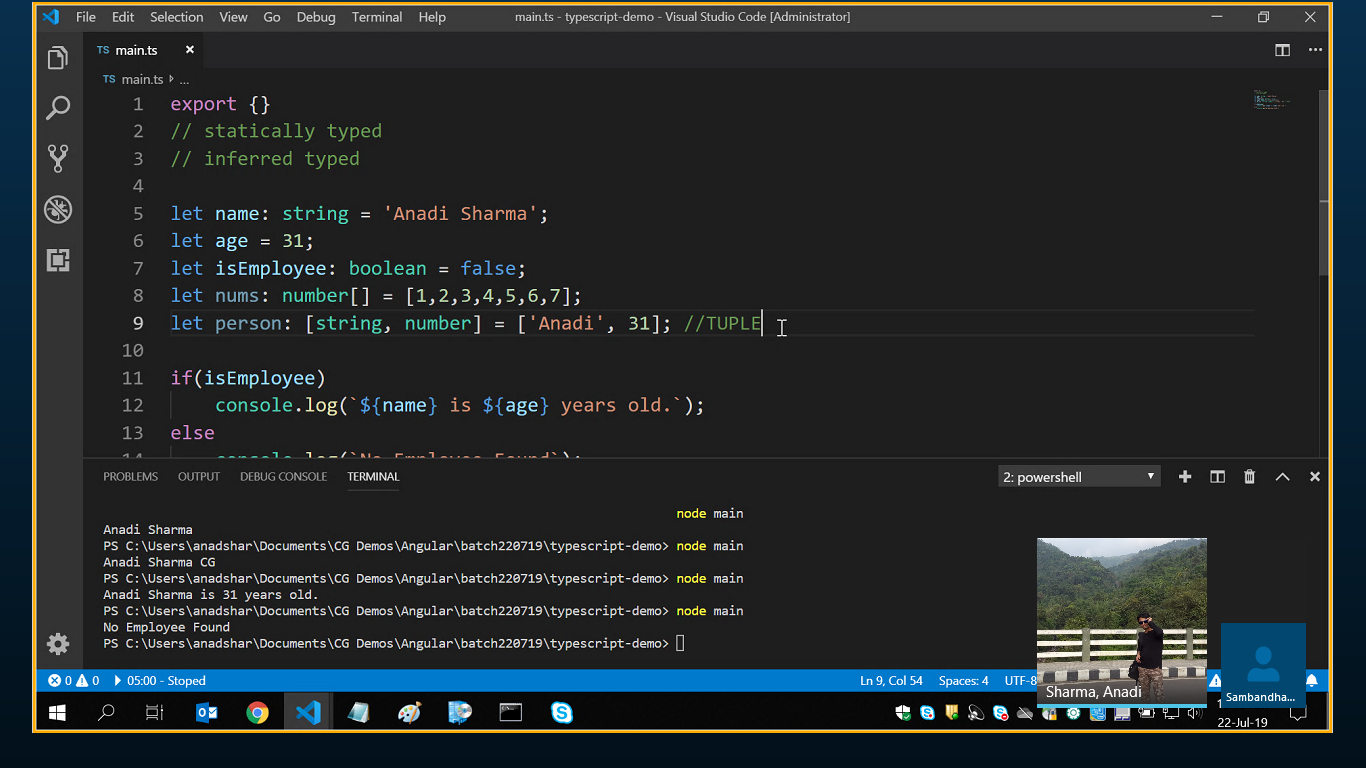 File Edit Selection View Go Debug Terminal Help main.ts - typescript-demo - Visual Studio Code [Administrator]
TS main.ts
TS main.ts ...
1 export {}
2 // statically typed
3 // inferred typed
4
5 let name: string = 'Anadi Sharma';
6 let age = 31;
7 let isEmployee: boolean = false;
8 let nums: number[] = [1,2,3,4,5,6,7];
9 let person: [string, number] = ['Anadi', 31]; //TUPLE
10
11 if(isEmployee)
12 console.log(`${name} is ${age} years old.`);
13 else
14 console.log(`No Employee Found`);
PROBLEMS OUTPUT DEBUG CONSOLE TERMINAL 2: powershell
node main
Anadi Sharma
PS C:\Users\anadshar\Documents\CG Demos\Angular\batch220719\typescript-demo> node main
Anadi Sharma CG
PS C:\Users\anadshar\Documents\CG Demos\Angular\batch220719\typescript-demo> node main
Anadi Sharma is 31 years old.
PS C:\Users\anadshar\Documents\CG Demos\Angular\batch220719\typescript-demo> node main
No Employee Found
PS C:\Users\anadshar\Documents\CG Demos\Angular\batch220719\typescript-demo>
0 0 05:00 - Stoped Ln 9, Col 54 Spaces: 4 UTF-8
Sharma, Anadi
Sambandha...
22-Jul-19